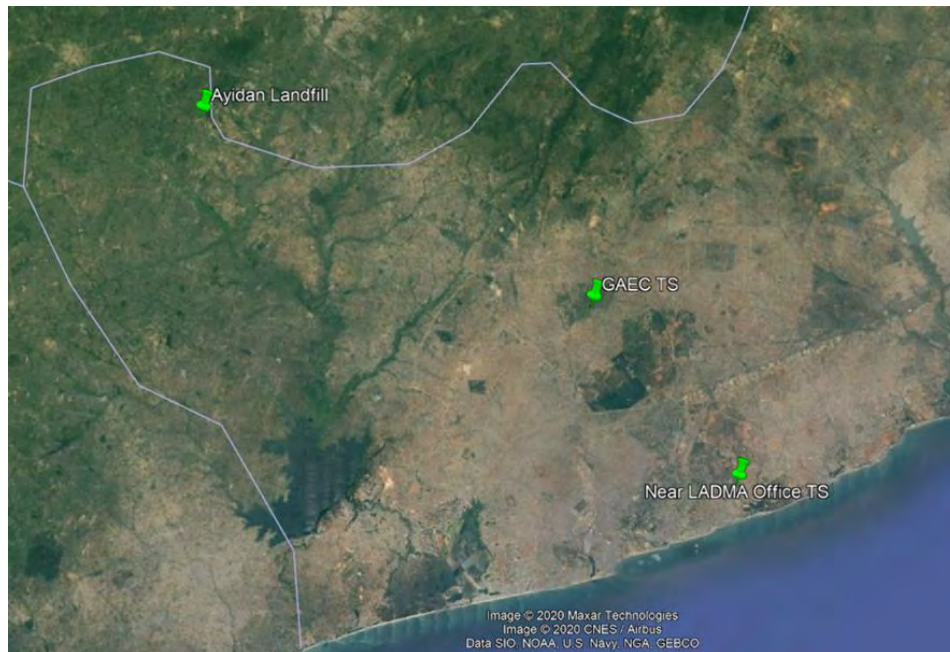 Ayidan Landfill
GAEC TS
Near LADMA Office TS
Image © 2020 Maxar Technologies
Image © 2020 CNES / Airbus
Data SIO, NOAA, U.S. Navy, NGA, GEBCO